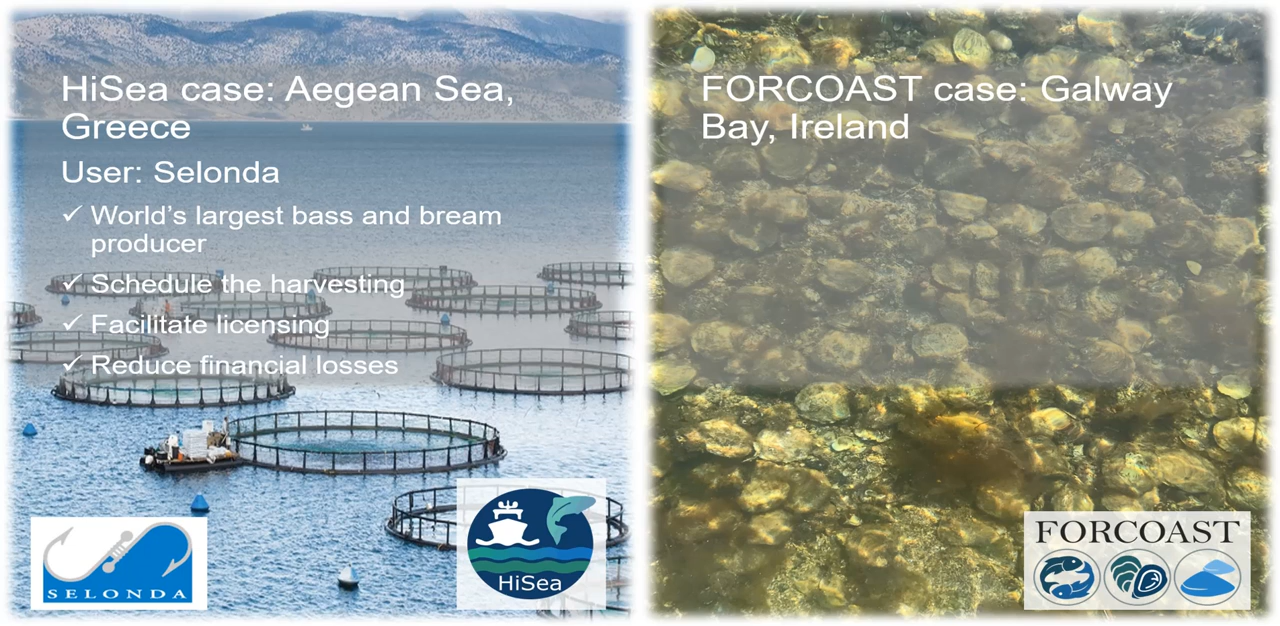 HiSea case: Aegean Sea,
Greece
User: Selonda
✓ World's largest bass and bream
producer
✓ Schedule the harvesting
✓ Facilitate licensing
✓ Reduce financial losses
SELONDA
HiSea
FORCOAST case: Galway
Bay, Ireland
FORCOAST